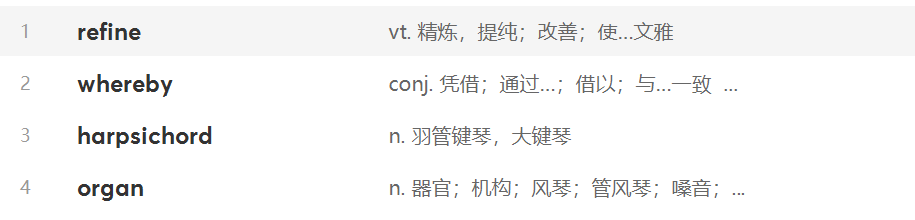 1 refine vt. 精炼，提纯；改善；使...文雅
2 whereby conj. 凭借；通过...；借以；与...一致 ...
3 harpsichord n. 羽管键琴，大键琴
4 organ n. 器官；机构；风琴；管风琴；嗓音；...